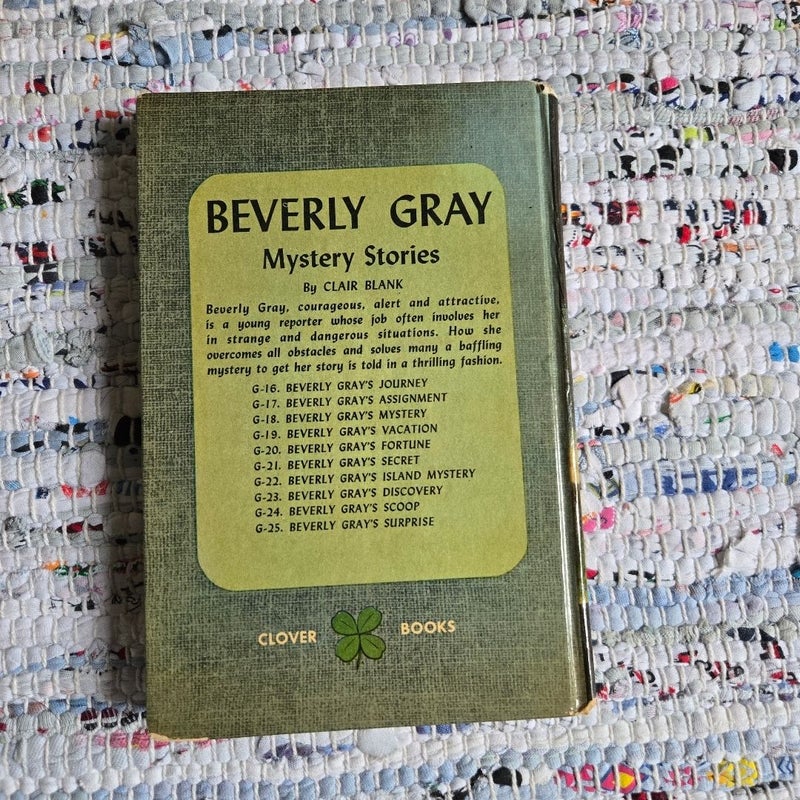 BEVERLY GRAY
Mystery Stories
By CLAIR BLANK
Beverly Gray, courageous, alert and attractive,
is a young reporter whose job often involves her
in strange and dangerous situations. How she
overcomes all obstacles and solves many a baffling
mystery to get her story is told in a thrilling fashion.
G-16. BEVERLY GRAY'S JOURNEY
G-17. BEVERLY GRAY'S ASSIGNMENT
G-18. BEVERLY GRAY'S MYSTERY
G-19. BEVERLY GRAY'S VACATION
G-20. BEVERLY GRAY'S FORTUNE
G-21. BEVERLY GRAY'S SECRET
G-22. BEVERLY GRAY'S ISLAND MYSTERY
G-23. BEVERLY GRAY'S DISCOVERY
G-24. BEVERLY GRAY'S SCOOP
G-25. BEVERLY GRAY'S SURPRISE
CLOVER BOOKS